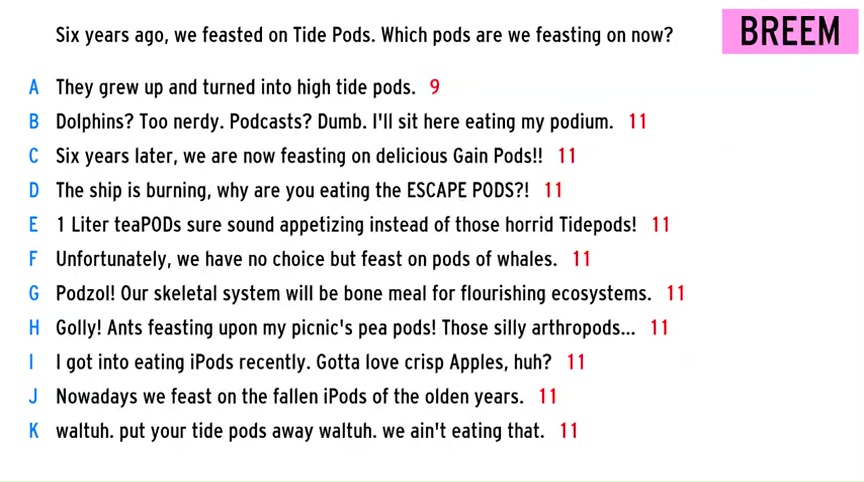 Six years ago, we feasted on Tide Pods. Which pods are we feasting on now?
BREEM
A They grew up and turned into high tide pods. 9
B Dolphins? Too nerdy. Podcasts? Dumb. I'll sit here eating my podium. 11
C Six years later, we are now feasting on delicious Gain Pods!! 11
D The ship is burning, why are you eating the ESCAPE PODS?! 11
E 1 Liter teaPODs sure sound appetizing instead of those horrid Tidepods! 11
F Unfortunately, we have no choice but feast on pods of whales. 11
G Podzol! Our skeletal system will be bone meal for flourishing ecosystems. 11
H Golly! Ants feasting upon my picnic's pea pods! Those silly arthropods... 11
I I got into eating iPods recently. Gotta love crisp Apples, huh? 11
J Nowadays we feast on the fallen iPods of the olden years. 11
K waltuh. put your tide pods away waltuh. we ain't eating that. 11